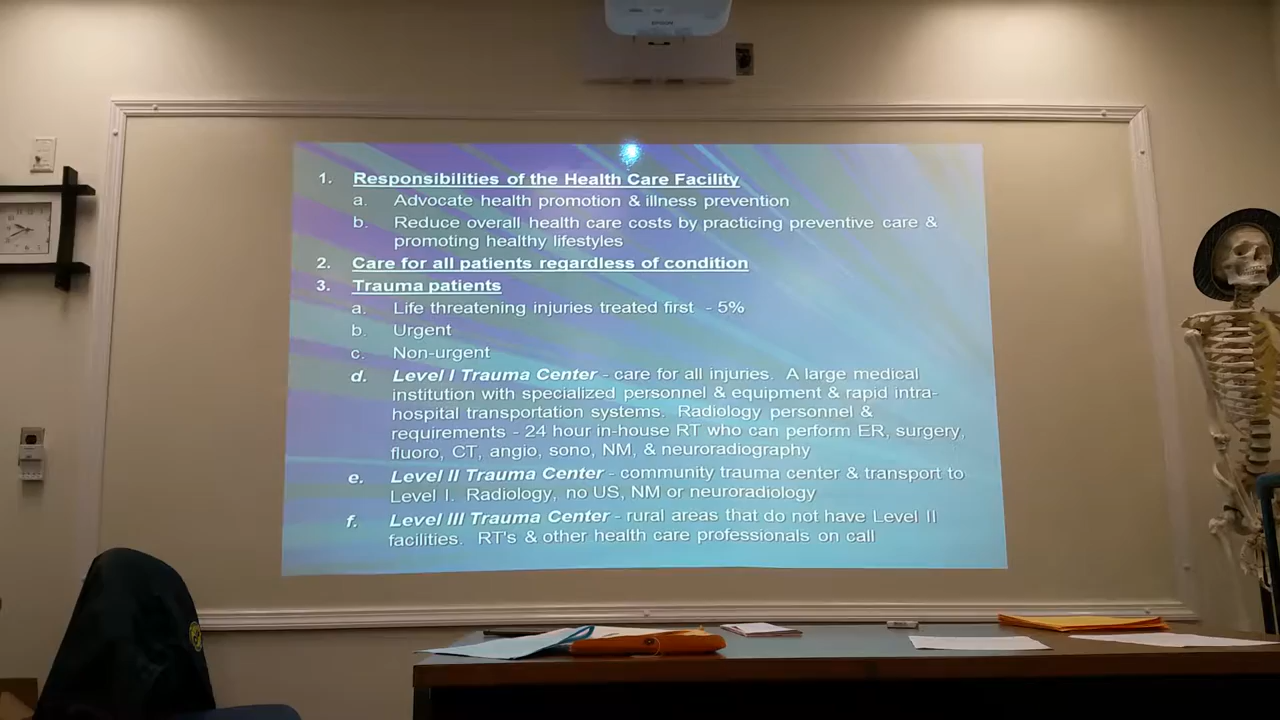 EPSON
1. Responsibilities of the Health Care Facility
a. Advocate health promotion & illness prevention
b. Reduce overall health care costs by practicing preventive care &
promoting healthy lifestyles
2. Care for all patients regardless of condition
3. Trauma patients
a. Life threatening injuries treated first - 5%
b. Urgent
c. Non-urgent
d. Level I Trauma Center - care for all injuries. A large medical
institution with specialized personnel & equipment & rapid intra-
hospital transportation systems. Radiology personnel &
requirements - 24 hour in-house RT who can perform ER, surgery,
fluoro, CT, angio, sono, NM, & neuroradiography
e. Level II Trauma Center - community trauma center & transport to
Level I. Radiology, no US, NM or neuroradiology
f. Level III Trauma Center - rural areas that do not have Level II
facilities. RT's & other health care professionals on call